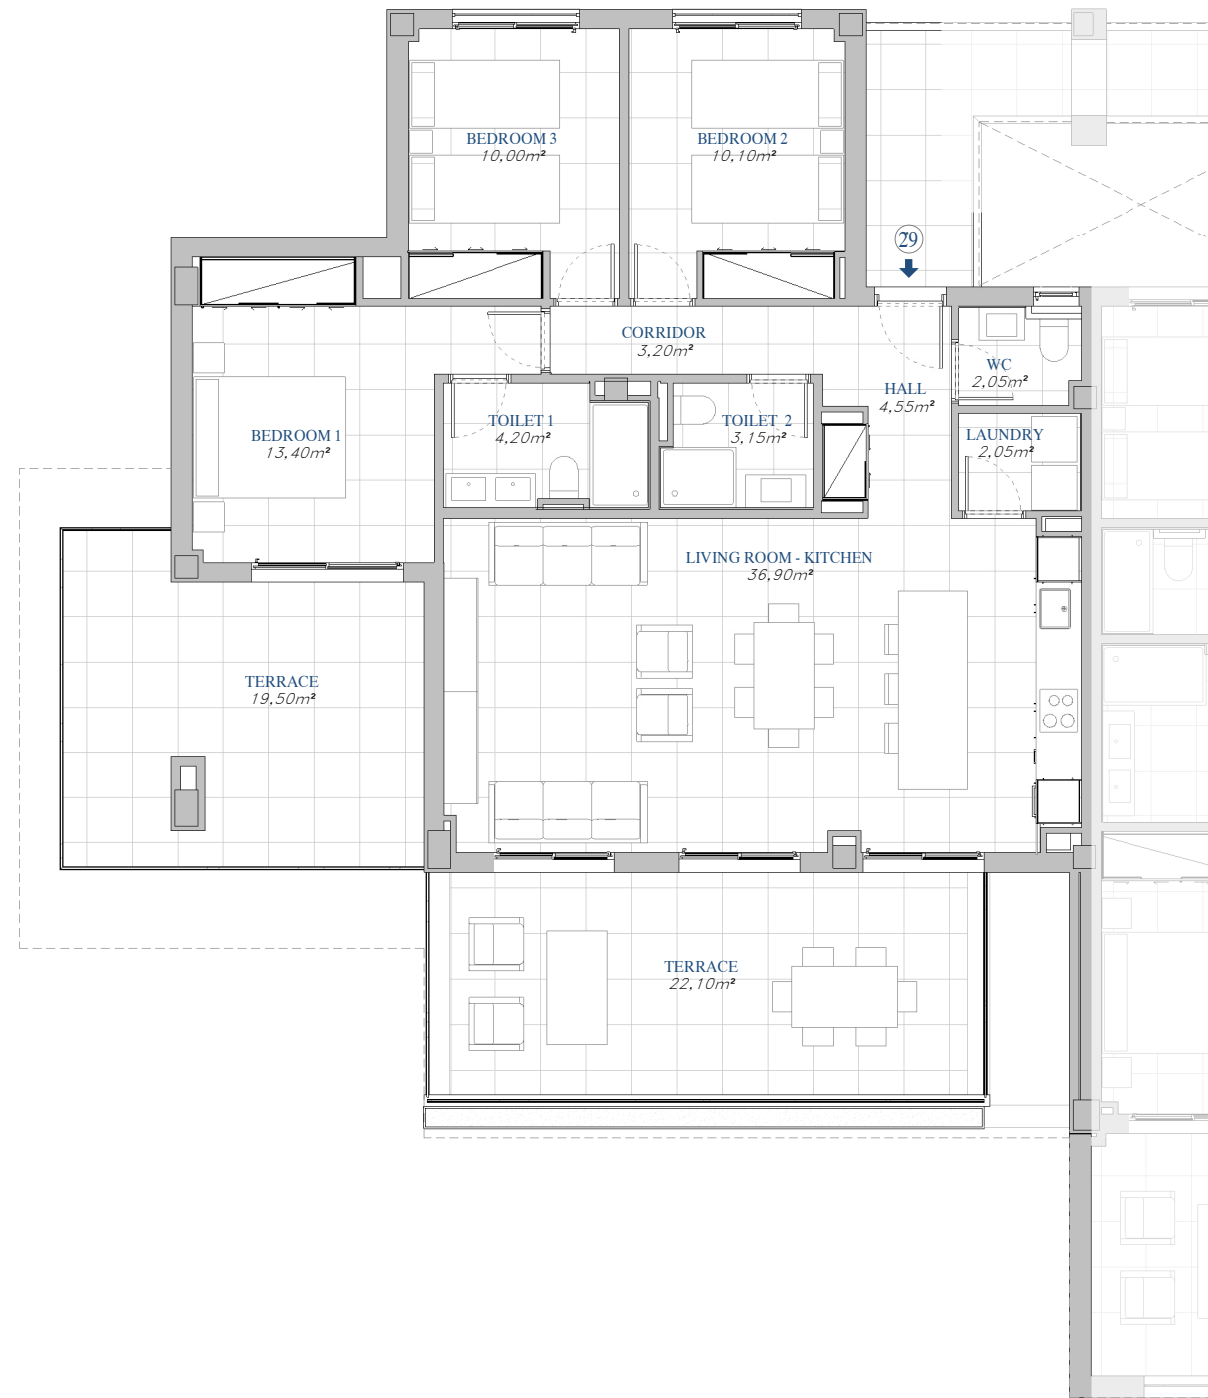 BEDROOM 3
10,00m²
BEDROOM 2
10,10m²
29
CORRIDOR
3,20m²
WC
2,05m²
HALL
4,55m²
TOILET 1
4,20m²
TOILET 2
3,15m²
BEDROOM 1
13,40m²
LAUNDRY
2,05m²
LIVING ROOM - KITCHEN
36,90m²
TERRACE
19,50m²
TERRACE
22,10m²